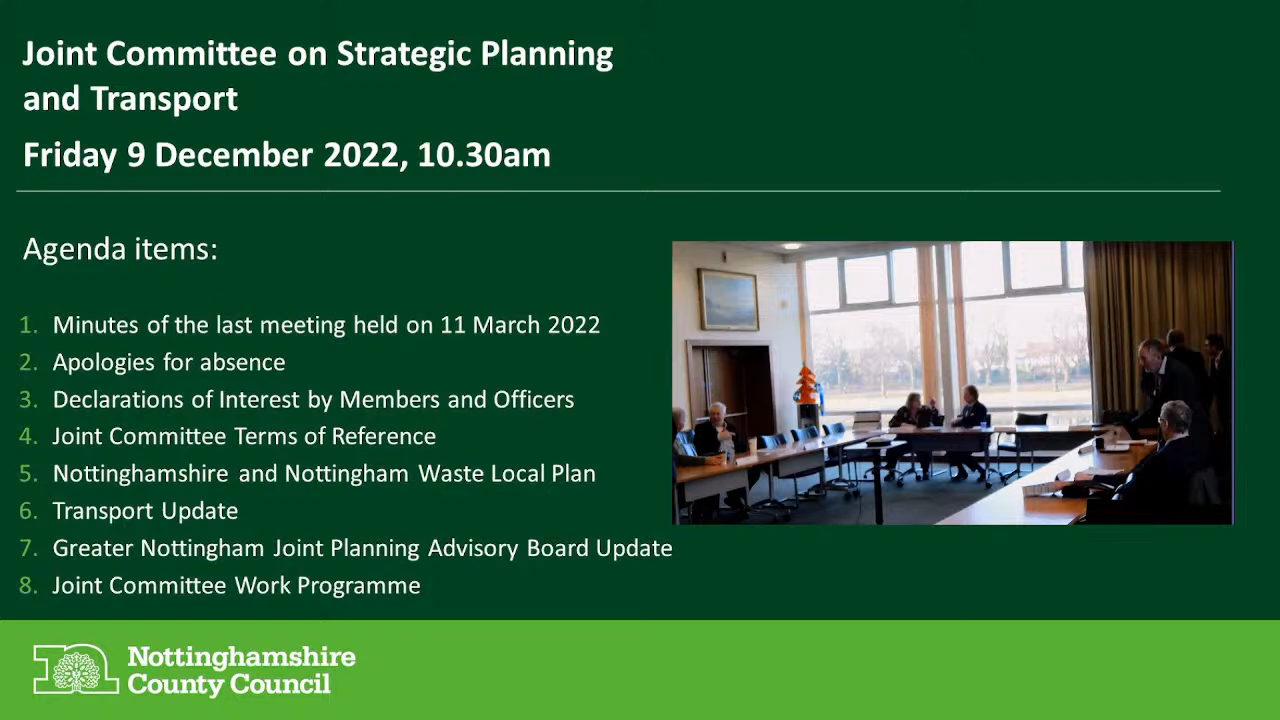 Joint Committee on Strategic Planning
and Transport
Friday 9 December 2022, 10.30am
Agenda items:
1. Minutes of the last meeting held on 11 March 2022
2. Apologies for absence
3. Declarations of Interest by Members and Officers
4. Joint Committee Terms of Reference
5. Nottinghamshire and Nottingham Waste Local Plan
6. Transport Update
7. Greater Nottingham Joint Planning Advisory Board Update
8. Joint Committee Work Programme
Nottinghamshire
County Council